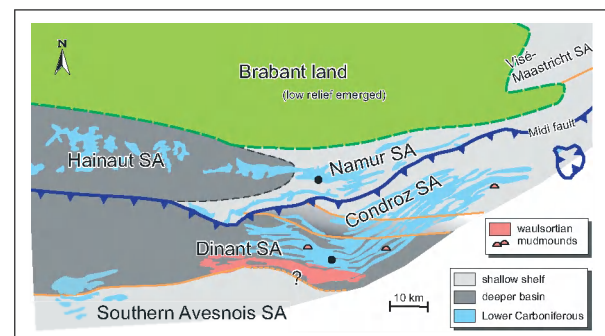 N
Brabant land
(low relief emerged)
Visé-
Maastricht SA
Midi fault
Hainaut SA
Namur SA
Condroz SA
Dinant SA
?
Southern Avesnois SA
10 km
waulsortian
mudmounds
shallow shelf
deeper basin
Lower Carboniferous